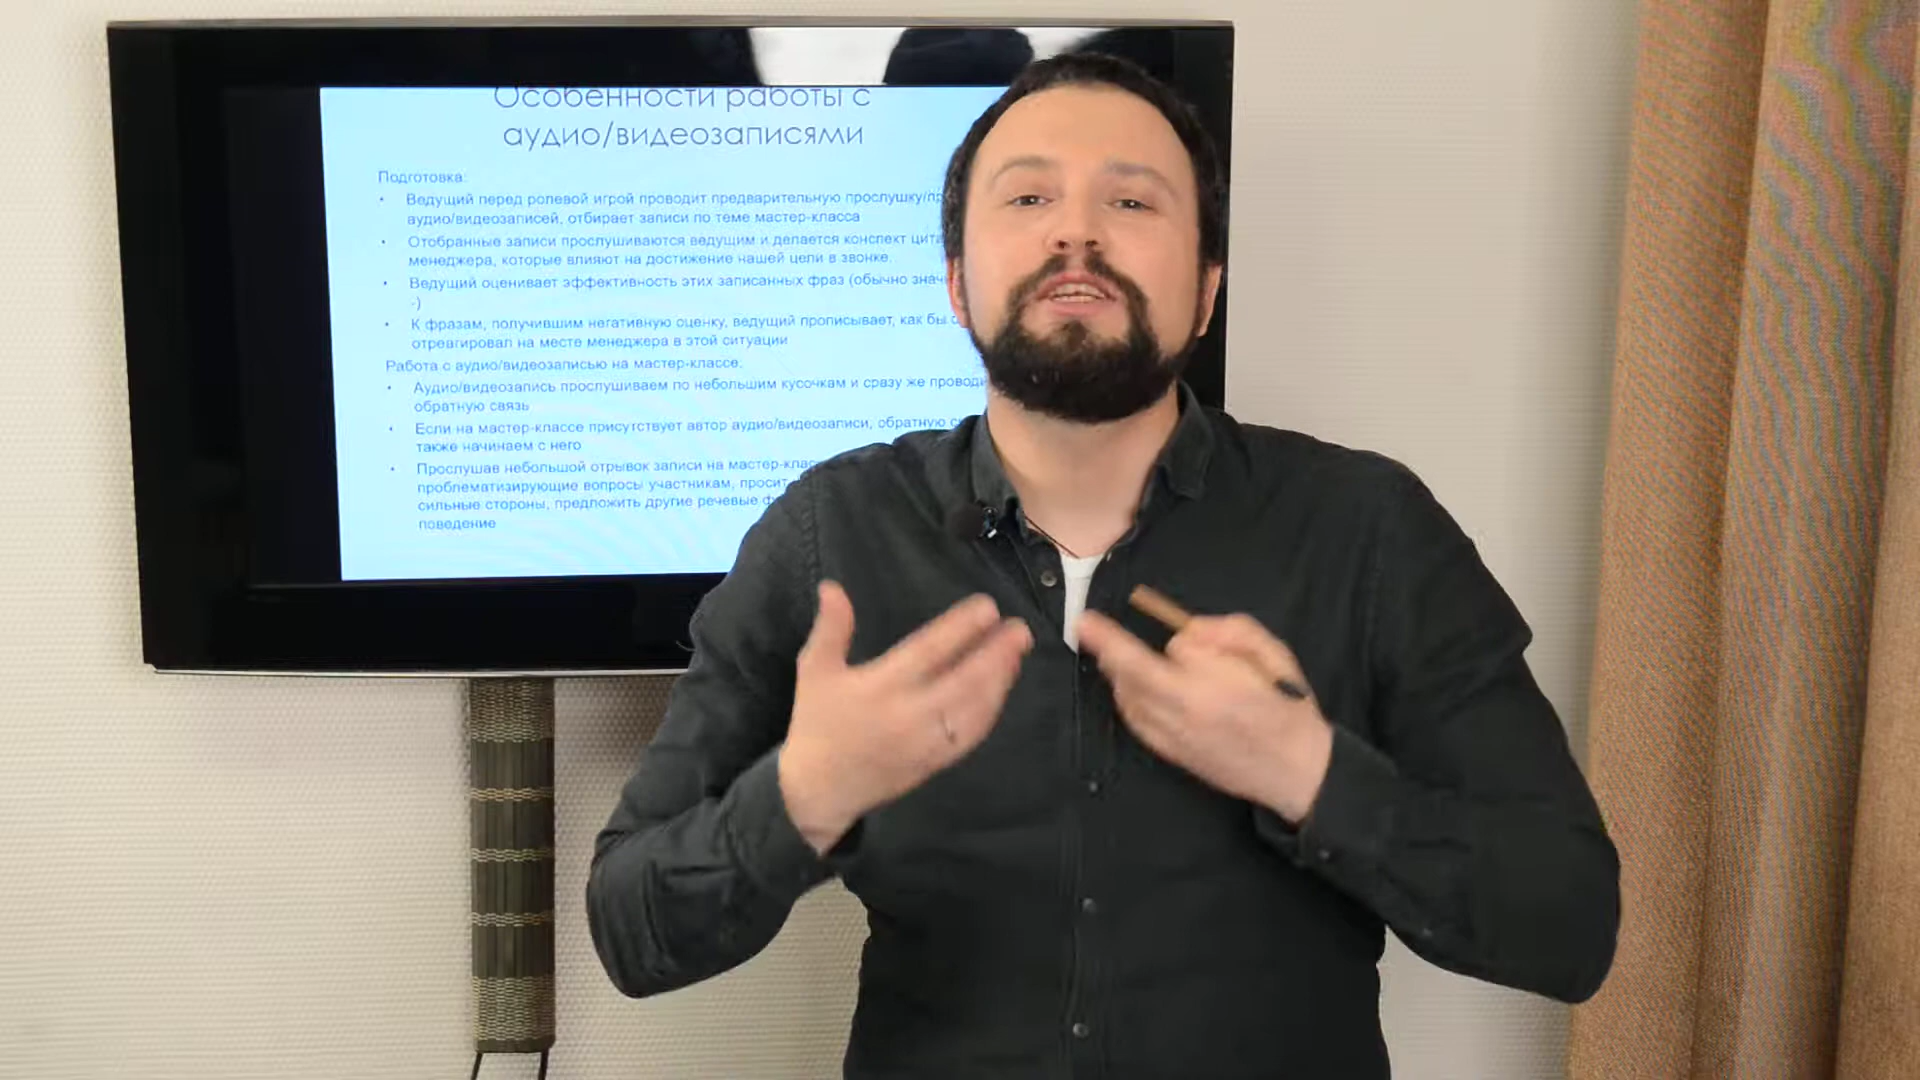 Особенности работы с
аудио/видеозаписями
Подготовка:
• Ведущий перед ролевой игрой проводит предварительную
аудио/видеозаписей, отбирает записи по теме мастер-класса
• Отобранные записи прослушиваются ведущим и делается конспект
менеджера, которые влияют на достижение нашей цели в звонке.
• Ведущий оценивает эффективность этих записанных фраз (обычно
-)
• К фразам, получившим негативную оценку, ведущий прописывает, как бы
отреагировал на месте менеджера в этой ситуации
Работа с аудио/видеозаписью на мастер-классе:
• Аудио/видеозапись прослушиваем по небольшим кусочкам и сразу же
обратную связь
• Если на мастер-классе присутствует автор аудио/видеозаписи, обратную
также начинаем с него
• Прослушав небольшой отрывок записи на
проблематизирующие вопросы участникам, просит
сильные стороны, предложить другие речевые
поведение